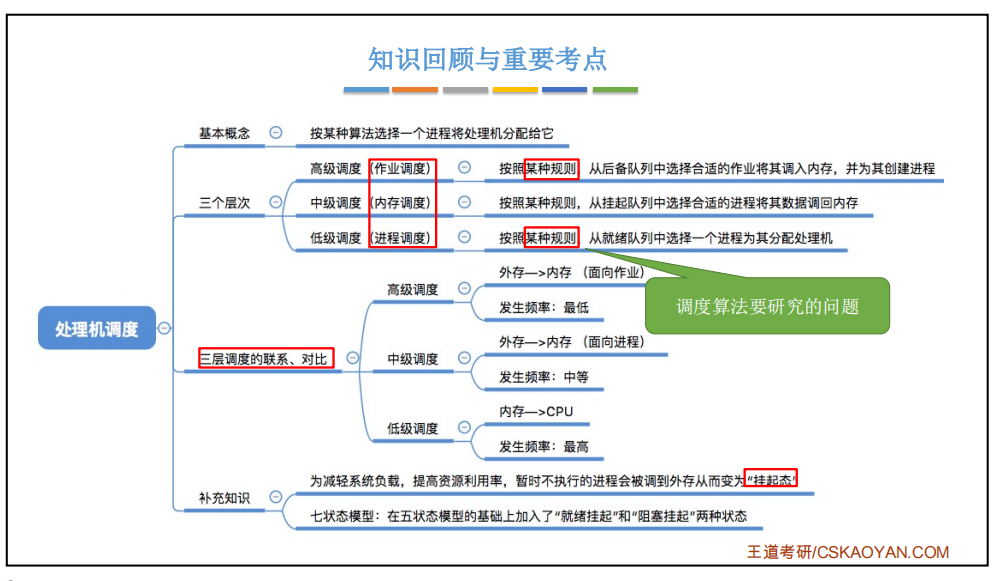 知识回顾与重要考点
基本概念
按某种算法选择一个进程将处理机分配给它
三个层次
高级调度（作业调度）
按照某种规则，从后备队列中选择合适的作业将其调入内存，并为其创建进程
中级调度（内存调度）
按照某种规则，从挂起队列中选择合适的进程将其数据调回内存
低级调度（进程调度）
按照某种规则，从就绪队列中选择一个进程为其分配处理机
调度算法要研究的问题
处理机调度
三层调度的联系、对比
高级调度
外存—>内存 （面向作业）
发生频率：最低
中级调度
外存—>内存 （面向进程）
发生频率：中等
低级调度
内存—>CPU
发生频率：最高
补充知识
为减轻系统负载，提高资源利用率，暂时不执行的进程会被调到外存从而变为“挂起态”
七状态模型：在五状态模型的基础上加入了“就绪挂起”和“阻塞挂起”两种状态
王道考研/CSKAOYAN.COM